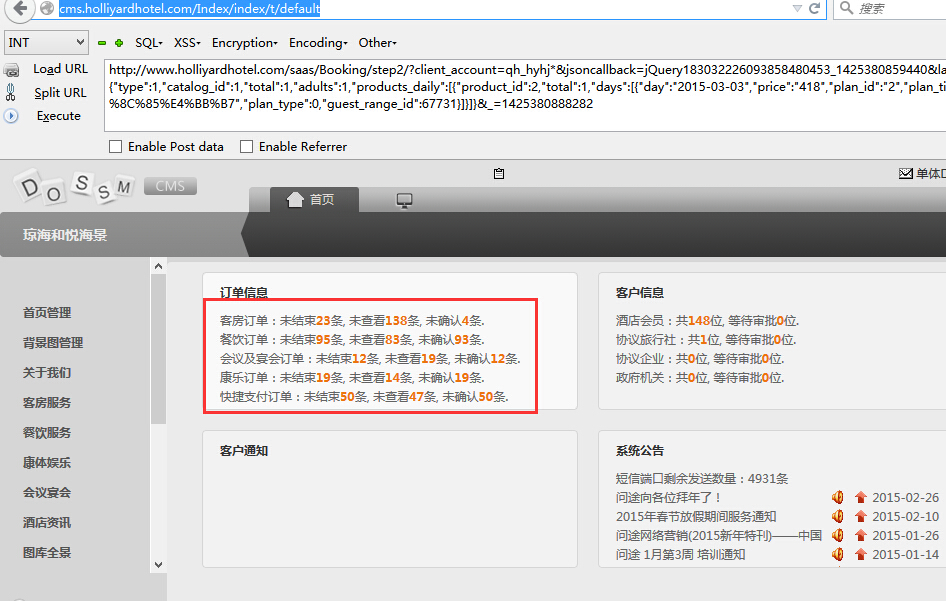 cms.holliyardhotel.com/Index/index/t/default
搜索
INT
SQL- XSS- Encryption- Encoding- Other-
Load URL
Split URL
Execute
http://www.holliyardhotel.com/saas/Booking/step2/?client_account=qh_hyhj*&jsoncallback=jQuery183032226093858480453_1425380859440&la
{"type":1,"catalog_id":1,"total":1,"adults":1,"products_daily":[{"product_id":2,"total":1,"days":[{"day":"2015-03-03","price":"418","plan_id":"2","plan_ti
%8C%85%E4%BB%B7","plan_type":0,"guest_range_id":67731}]}]}&_=1425380888282
Enable Post data
Enable Referrer
DOSSM CMS
单体
首页
琼海和悦海景
首页管理
背景图管理
关于我们
客房服务
餐饮服务
康体娱乐
会议宴会
酒店资讯
图库全景
订单信息
客房订单：未结束23条, 未查看138条, 未确认4条.
餐饮订单：未结束95条, 未查看83条, 未确认93条.
会议及宴会订单：未结束12条, 未查看19条, 未确认12条.
康乐订单：未结束19条, 未查看14条, 未确认19条.
快捷支付订单：未结束50条, 未查看47条, 未确认50条.
客户信息
酒店会员：共148位, 等待审批0位.
协议旅行社：共1位, 等待审批0位.
协议企业：共0位, 等待审批0位.
政府机关：共0位, 等待审批0位.
客户通知
系统公告
短信端口剩余发送数量：4931条
问途向各位拜年了！ 2015-02-26
2015年春节放假期间服务通知 2015-02-10
问途网络营销(2015新年特刊)——中国 2015-01-26
问途 1月第3周 培训通知 2015-01-14